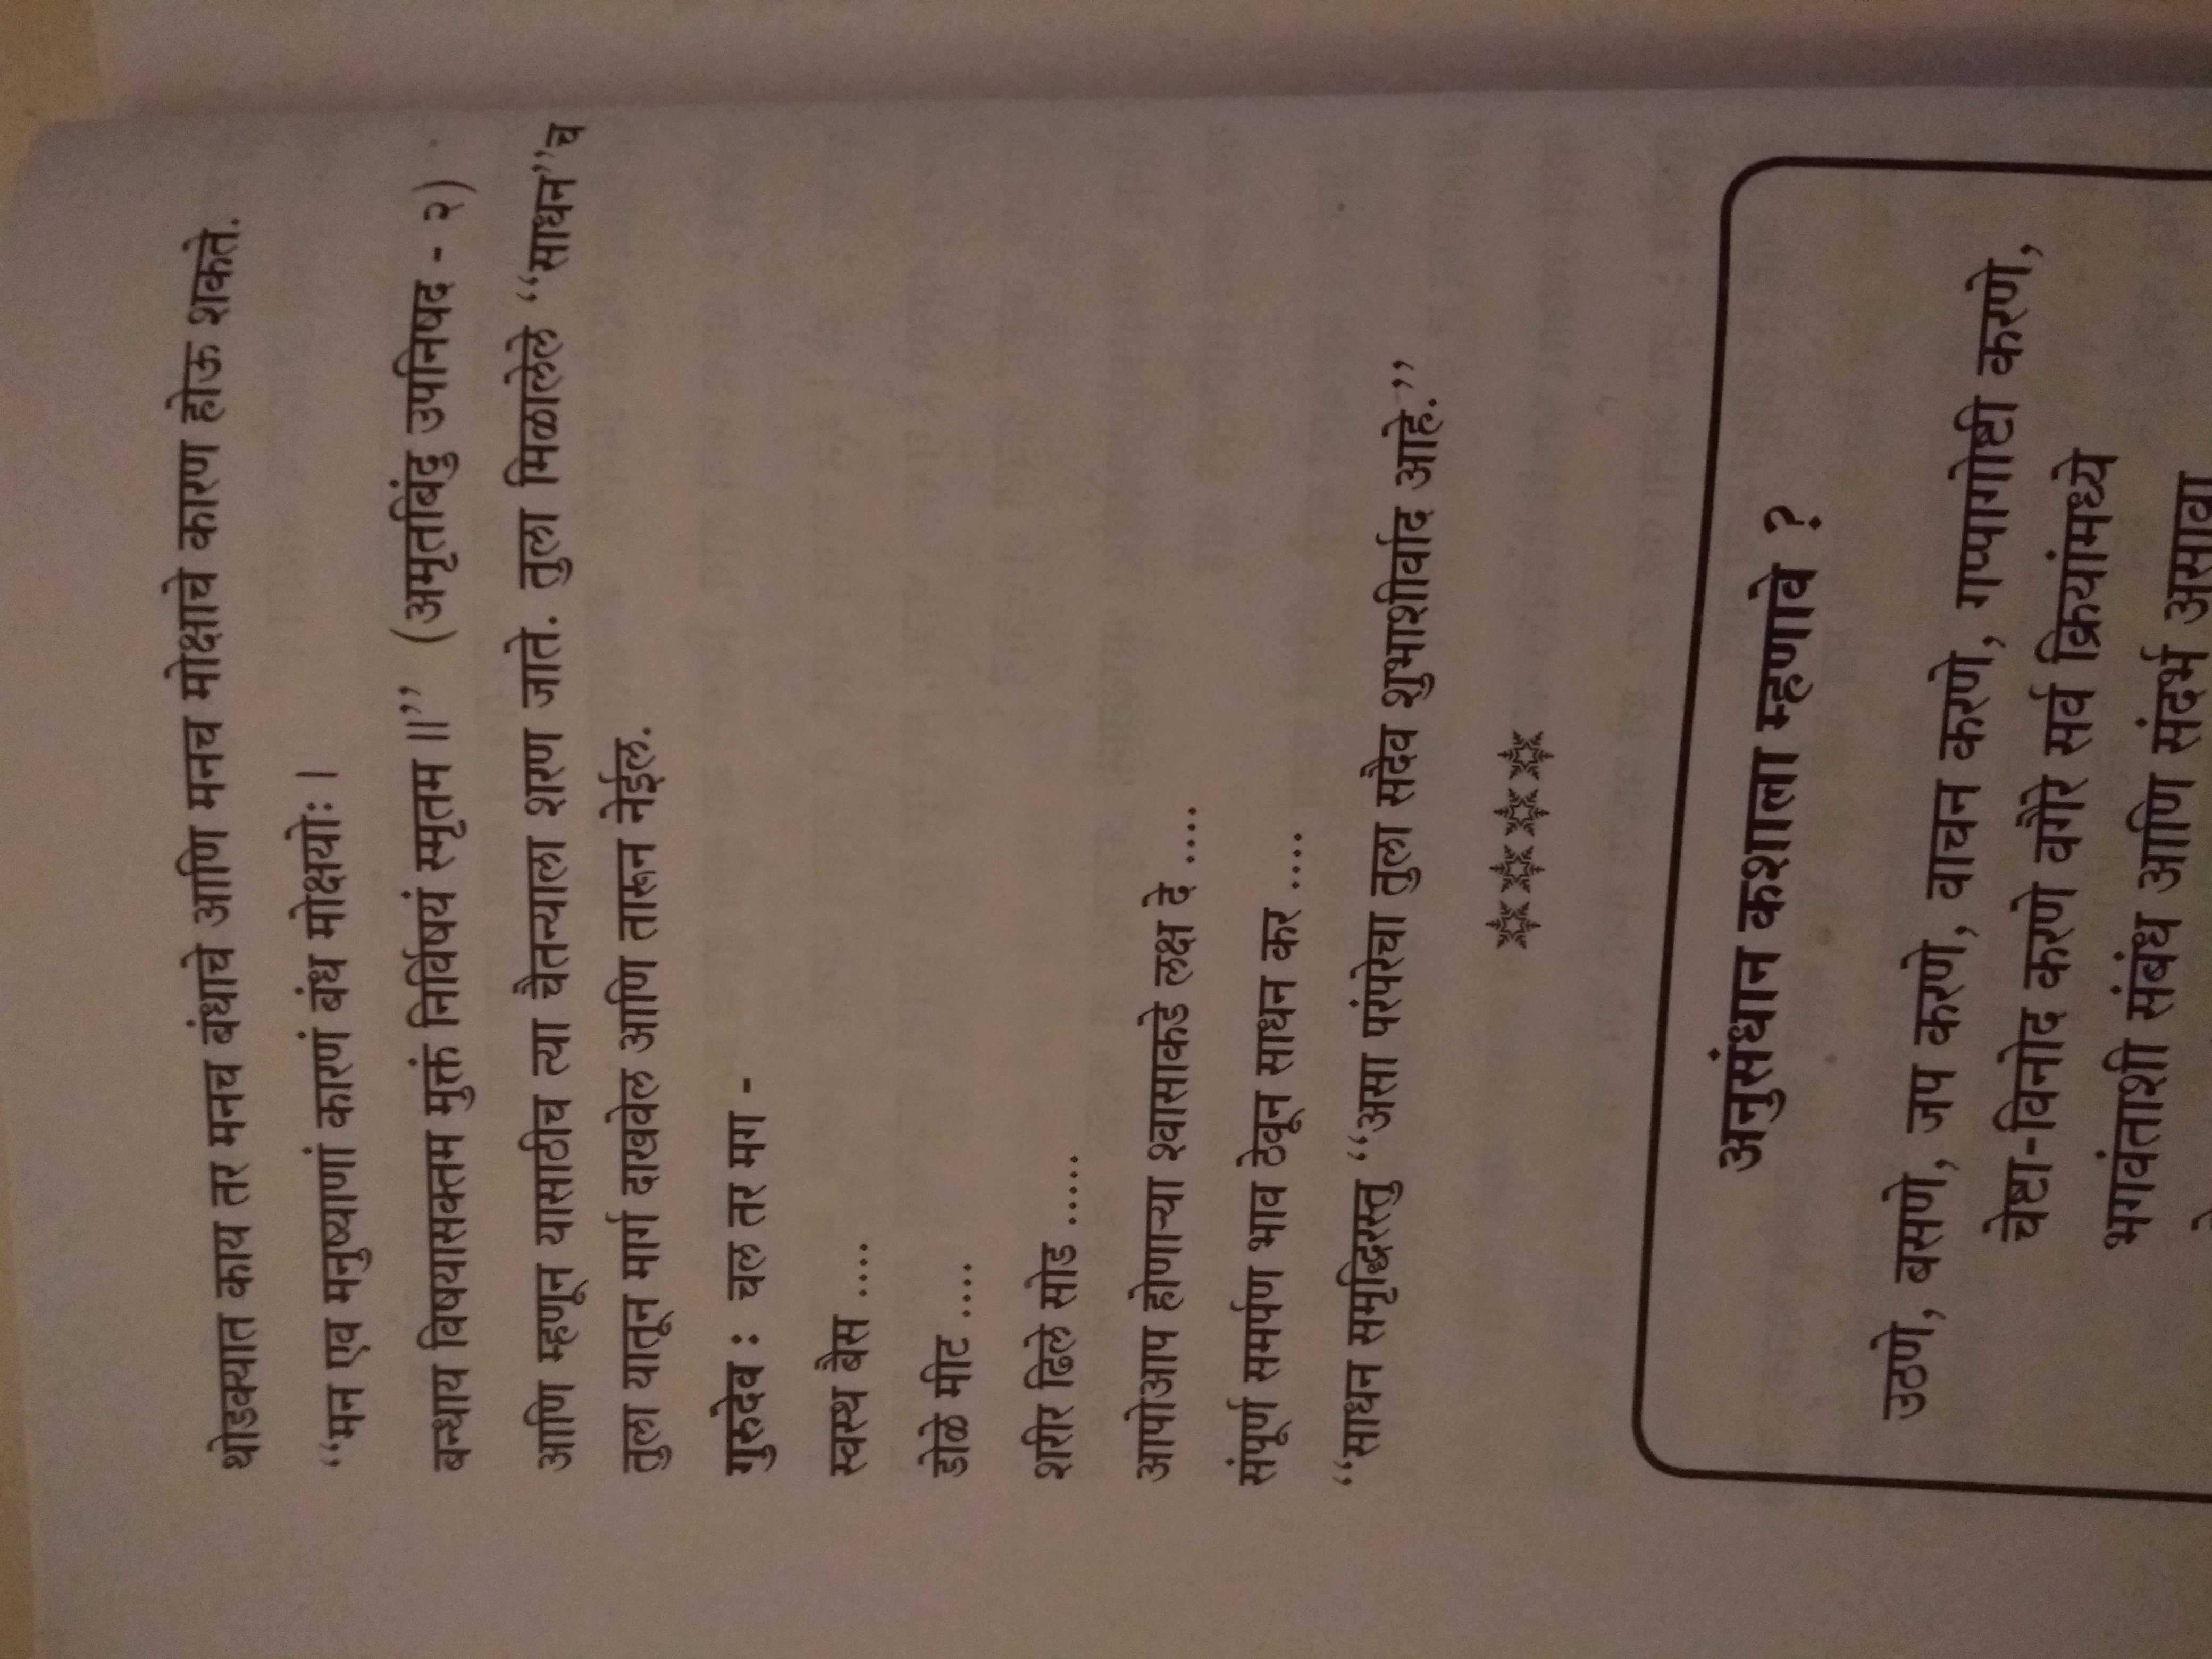 थोडक्यात काय तर मनच बंधाचे आणि मनच मोक्षाचे कारण होऊ शकते.
“मन एव मनुष्याणां कारणं बंध मोक्षयोः ।
बन्धाय विषयासक्तम मुक्तं निर्विषयं स्मृतम ॥” (अमृतबिंदु उपनिषद - २)
आणि म्हणून यासाठीच त्या चैतन्याला शरण जाते. तुला मिळालेले “साधन”च
तुला यातून मार्ग दाखवेल आणि तारून नेईल.
गुरुदेव : चल तर मग -
स्वस्थ बैस ....
डोळे मीट ....
शरीर ढिले सोड .....
आपोआप होणाऱ्या श्वासाकडे लक्ष दे ....
संपूर्ण समर्पण भाव ठेवून साधन कर ....
“साधन समृद्धिरस्तु “असा परंपरेचा तुला सदैव शुभाशीर्वाद आहे.”
अनुसंधान कशाला म्हणावे ?
उठणे, बसणे, जप करणे, वाचन करणे, गप्पागोष्टी करणे,
चेष्टा-विनोद करणे वगैरे सर्व क्रियांमध्ये
भगवंताशी संबंध आणि संदर्भ असावा